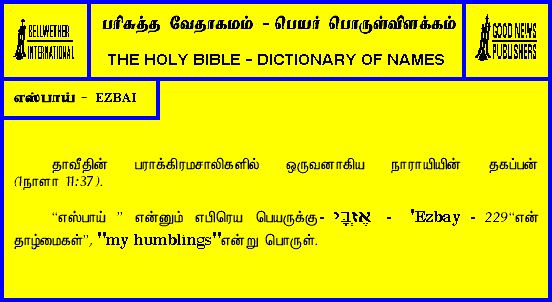 BELLWETHER
INTERNATIONAL
பரிசுத்த வேதாகமம் - பெயர் பொருள்விளக்கம்
THE HOLY BIBLE - DICTIONARY OF NAMES
GOOD NEWS
PUBLISHERS
எஸ்பாய் - EZBAI
தாவீதின் பராக்கிரமசாலிகளில் ஒருவனாகிய நாராயியின் தகப்பன்
(1நாளா 11:37).
“எஸ்பாய் ” என்னும் எபிரெய பெயருக்கு- אֶזְבָּי - 'Ezbay - 229“என்
தாழ்மைகள்”, "my humblings"என்று பொருள்.